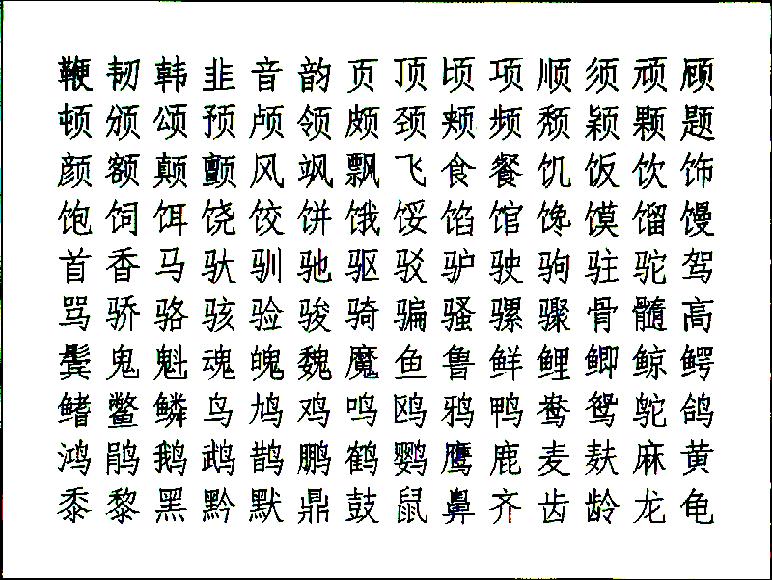 鞭韧韩韭音韵页顶顷项顺须顽顾
顿颁颂预颅领颇颈颊频颓颖颗题
颜额颠颤风飒飘飞食餐饥饭饮饰
饱饲饵饶饺饼饿馁馅馆馋馍馏馒
首香马驮驯驰驱驳驴驶驹驻驼驾
骂骄骆骇验骏骑骗骚骡骤骨髓高
鬓鬼魁魂魄魏魔鱼鲁鲜鲤鲫鲸鳄
鳍鳖鳞鸟鸠鸡鸣鸥鸦鸭鸯鸳鸵鸽
鸿鹃鹅鹉鹊鹏鹤鹦鹰鹿麦麸麻黄
黍黎黑黔默鼎鼓鼠鼻齐齿龄龙龟